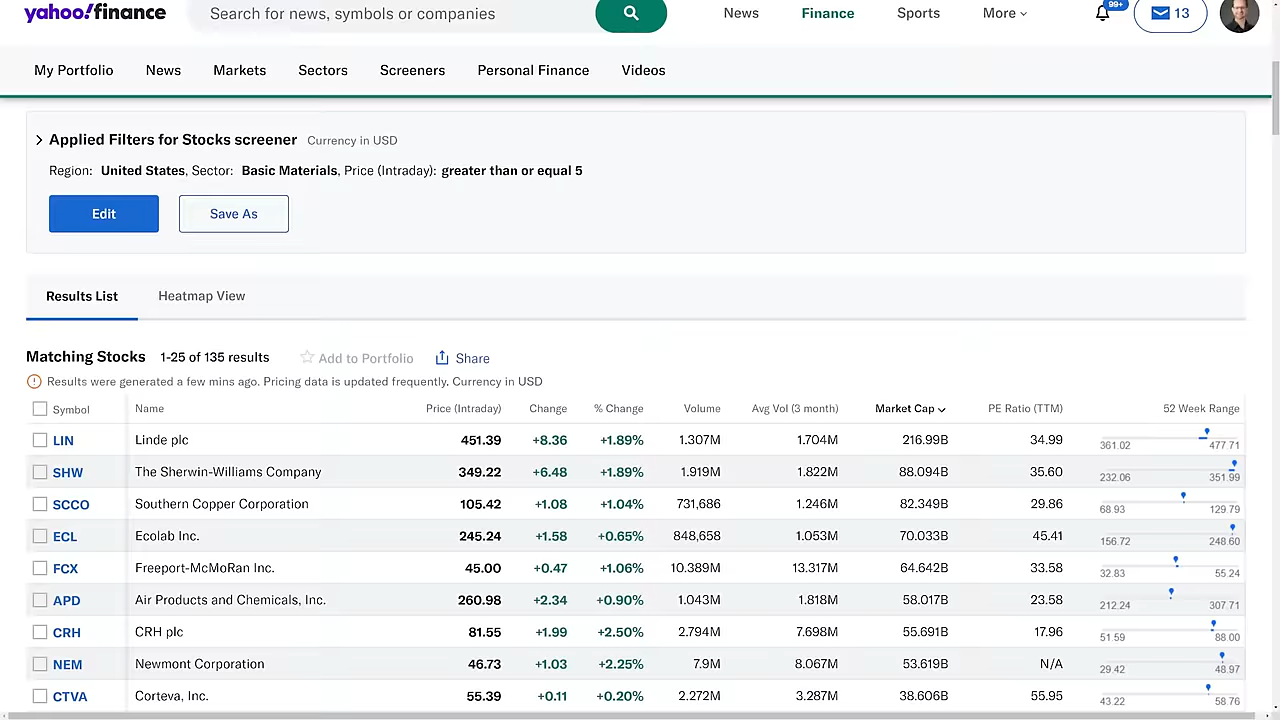 yahoo!finance Search for news, symbols or companies News Finance Sports More 99+ 13
My Portfolio News Markets Sectors Screeners Personal Finance Videos
Applied Filters for Stocks screener Currency in USD
Region: United States, Sector: Basic Materials, Price (Intraday): greater than or equal 5
Edit Save As
Results List Heatmap View
Matching Stocks 1-25 of 135 results Add to Portfolio Share
Results were generated a few mins ago. Pricing data is updated frequently. Currency in USD
Symbol Name Price (Intraday) Change % Change Volume Avg Vol (3 month) Market Cap PE Ratio (TTM) 52 Week Range
LIN Linde plc 451.39 +8.36 +1.89% 1.307M 1.704M 216.99B 34.99 361.02 477.71
SHW The Sherwin-Williams Company 349.22 +6.48 +1.89% 1.919M 1.822M 88.094B 35.60 232.06 351.99
SCCO Southern Copper Corporation 105.42 +1.08 +1.04% 731,686 1.246M 82.349B 29.86 68.93 129.79
ECL Ecolab Inc. 245.24 +1.58 +0.65% 848,658 1.053M 70.033B 45.41 156.72 248.60
FCX Freeport-McMoRan Inc. 45.00 +0.47 +1.06% 10.389M 13.317M 64.642B 33.58 32.83 55.24
APD Air Products and Chemicals, Inc. 260.98 +2.34 +0.90% 1.043M 1.818M 58.017B 23.58 212.24 307.71
CRH CRH plc 81.55 +1.99 +2.50% 2.794M 7.698M 55.691B 17.96 51.59 88.00
NEM Newmont Corporation 46.73 +1.03 +2.25% 7.9M 8.067M 53.619B N/A 29.42 48.97
CTVA Corteva, Inc. 55.39 +0.11 +0.20% 2.272M 3.287M 38.606B 55.95 43.22 58.76